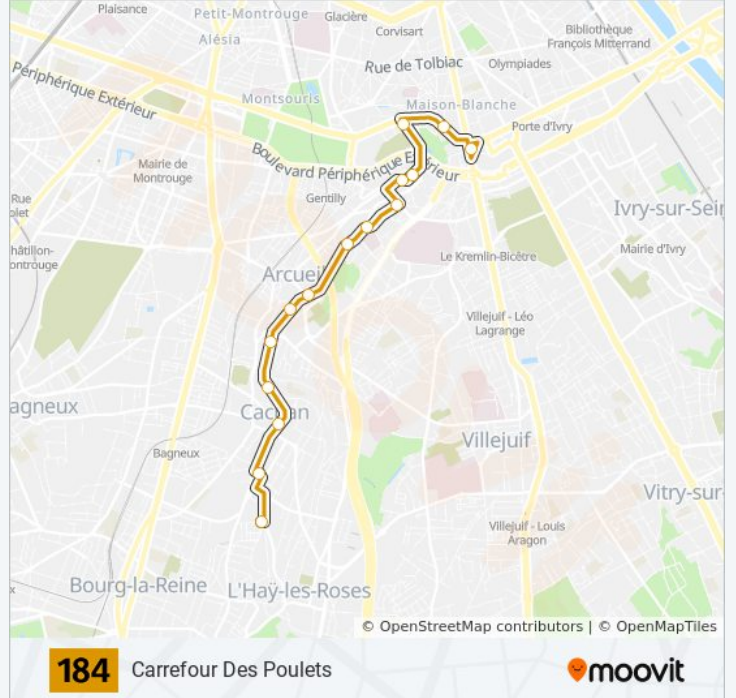 Plaisance
Petit-Montrouge
Glacière
Alésia
Corvisart
Bibliothèque
François Mitterrand
Rue de Tolbiac
Olympiades
Périphérique Extérieur
Montsouris
Maison-Blanche
Porte d'Ivry
Mairie de
Montrouge
Boulevard Périphérique Extérieur
Rue
olet
Gentilly
Ivry-sur-Sein
hâtillon-
ontrouge
Le Kremlin-Bicêtre
Mairie d'Ivry
Arcueil
Villejuif - Léo
Lagrange
agneux
Cachan
Villejuif
Bagneux
Vitry-sur-
Villejuif - Louis
Aragon
Bourg-la-Reine
L'Haÿ-les-Roses
© OpenStreetMap contributors | © OpenMapTiles
184 Carrefour Des Poulets
moovit